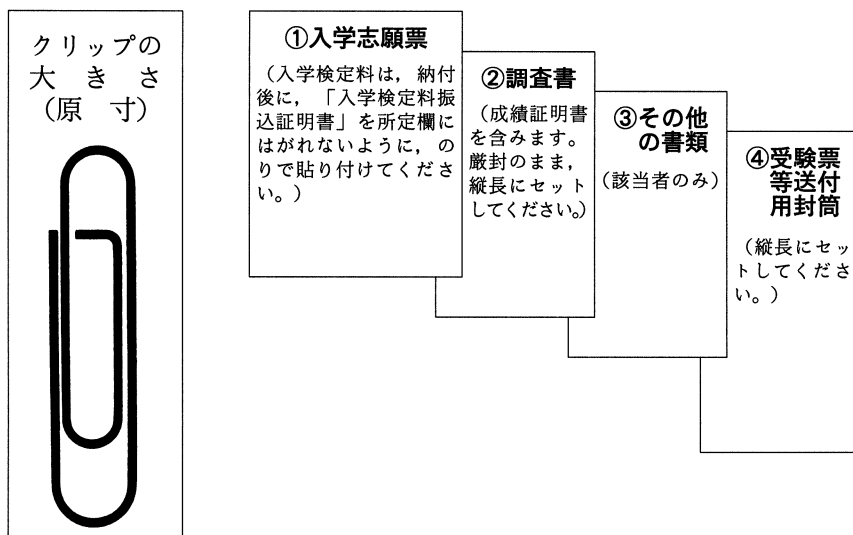 クリップの
大きさ
(原寸)
①入学志願票
(入学検定料は,納付
後に,「入学検定料振
込証明書」を所定欄に
はがれないように,の
りで貼り付けてくださ
い。)
②調査書
(成績証明書
を含みます。
厳封のまま,
縦長にセット
してください。)
③その他
の書類
(該当者のみ)
④受験票
等送付
用封筒
(縦長にセッ
トしてくださ
い。)